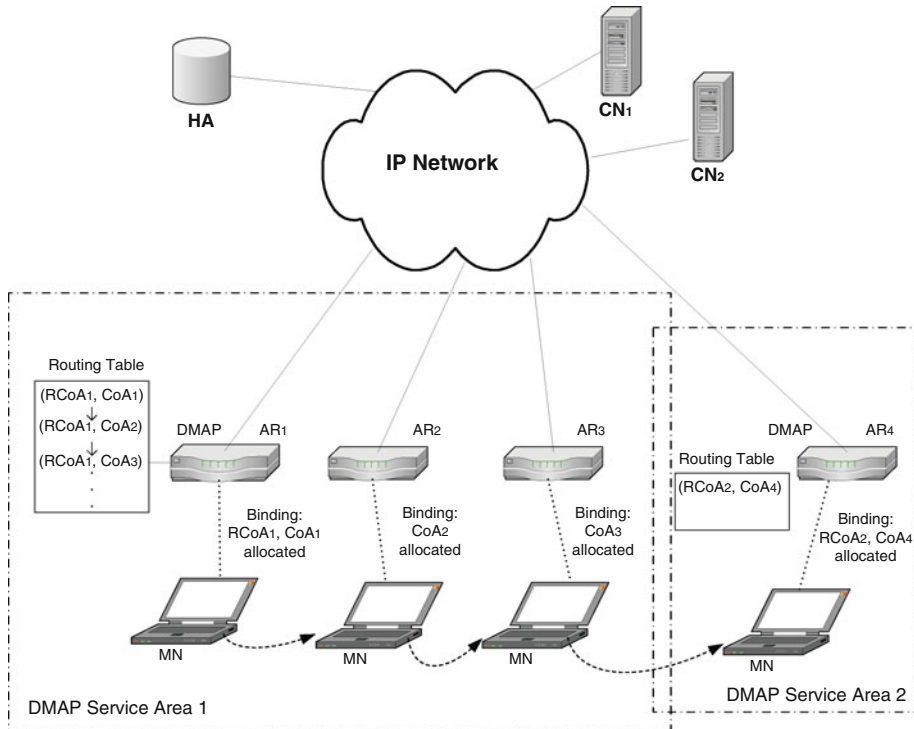 HA
CN1
CN2
IP Network
Routing Table
(RCoA1, CoA1)
(RCoA1, CoA2)
(RCoA1, CoA3)
.
.
.
DMAP
AR1
AR2
AR3
DMAP
AR4
Routing Table
(RCoA2, CoA4)
Binding:
RCoA1, CoA1
allocated
Binding:
CoA2
allocated
Binding:
CoA3
allocated
Binding:
RCoA2, CoA4
allocated
MN
MN
MN
MN
DMAP Service Area 1
DMAP Service Area 2